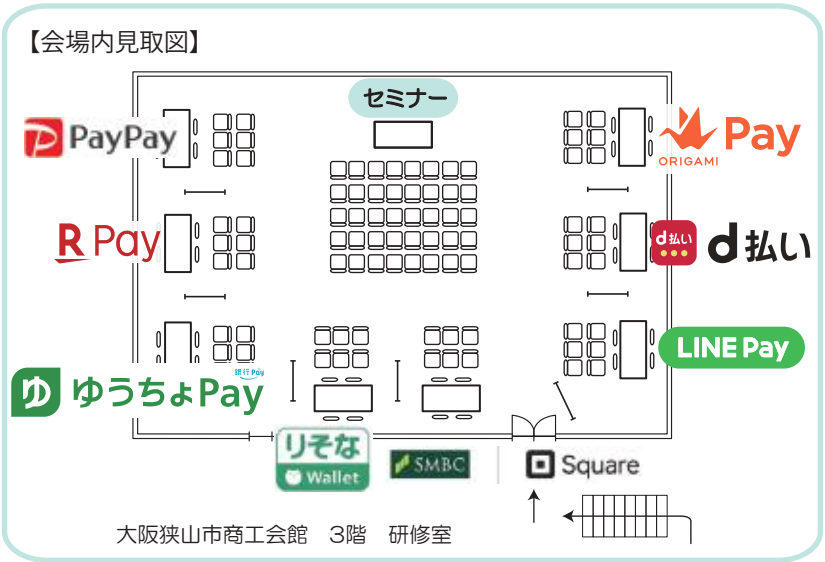 【会場内見取図】
セミナー
PayPay
ORIGAMI Pay
R Pay
d払い d払い
銀行Pay
ゆ ゆうちょPay
LINE Pay
りそな
Wallet
SMBC
Square
大阪狭山市商工会館 3階 研修室